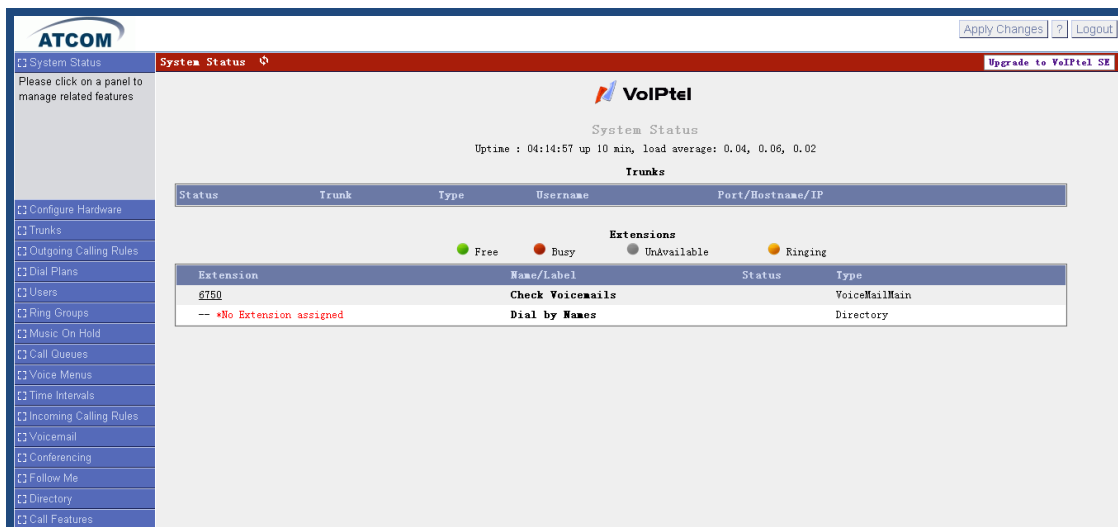 ATCOM
Apply Changes ? Logout
System Status
System Status
Upgrade to VoIPtel SE
Please click on a panel to
manage related features
VoIPtel
System Status
Uptime : 04:14:57 up 10 min, load average: 0.04, 0.06, 0.02
Trunks
Status Trunk Type Username Port/Hostname/IP
Extensions
Free Busy UnAvailable Ringing
Extension Name/Label Status Type
6750 Check Voicemails VoiceMailMain
-- *No Extension assigned Dial by Names Directory
Configure Hardware
Trunks
Outgoing Calling Rules
Dial Plans
Users
Ring Groups
Music On Hold
Call Queues
Voice Menus
Time Intervals
Incoming Calling Rules
Voicemail
Conferencing
Follow Me
Directory
Call Features